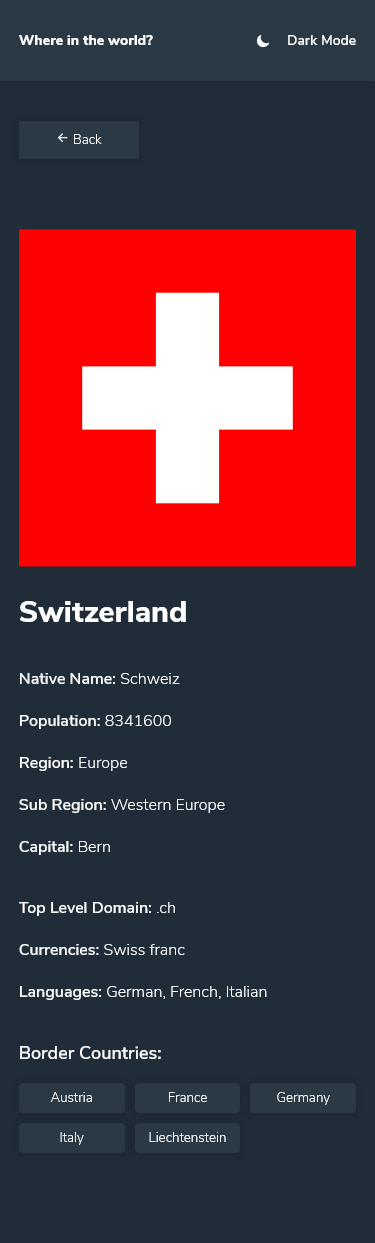 Where in the world? Dark Mode
← Back
Switzerland
Native Name: Schweiz
Population: 8341600
Region: Europe
Sub Region: Western Europe
Capital: Bern
Top Level Domain: .ch
Currencies: Swiss franc
Languages: German, French, Italian
Border Countries:
Austria France Germany
Italy Liechtenstein